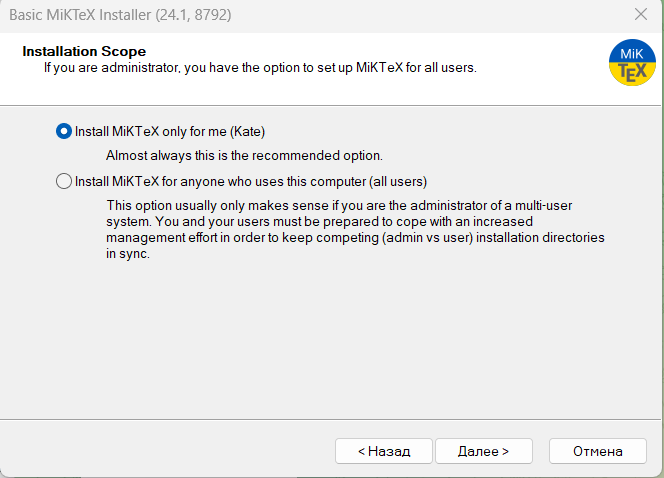 Basic MiKTeX Installer (24.1, 8792)
Installation Scope
If you are administrator, you have the option to set up MiKTeX for all users.
MiK
TEX
Install MiKTeX only for me (Kate)
Almost always this is the recommended option.
Install MiKTeX for anyone who uses this computer (all users)
This option usually only makes sense if you are the administrator of a multi-user
system. You and your users must be prepared to cope with an increased
management effort in order to keep competing (admin vs user) installation directories
in sync.
< Назад
Далее >
Отмена